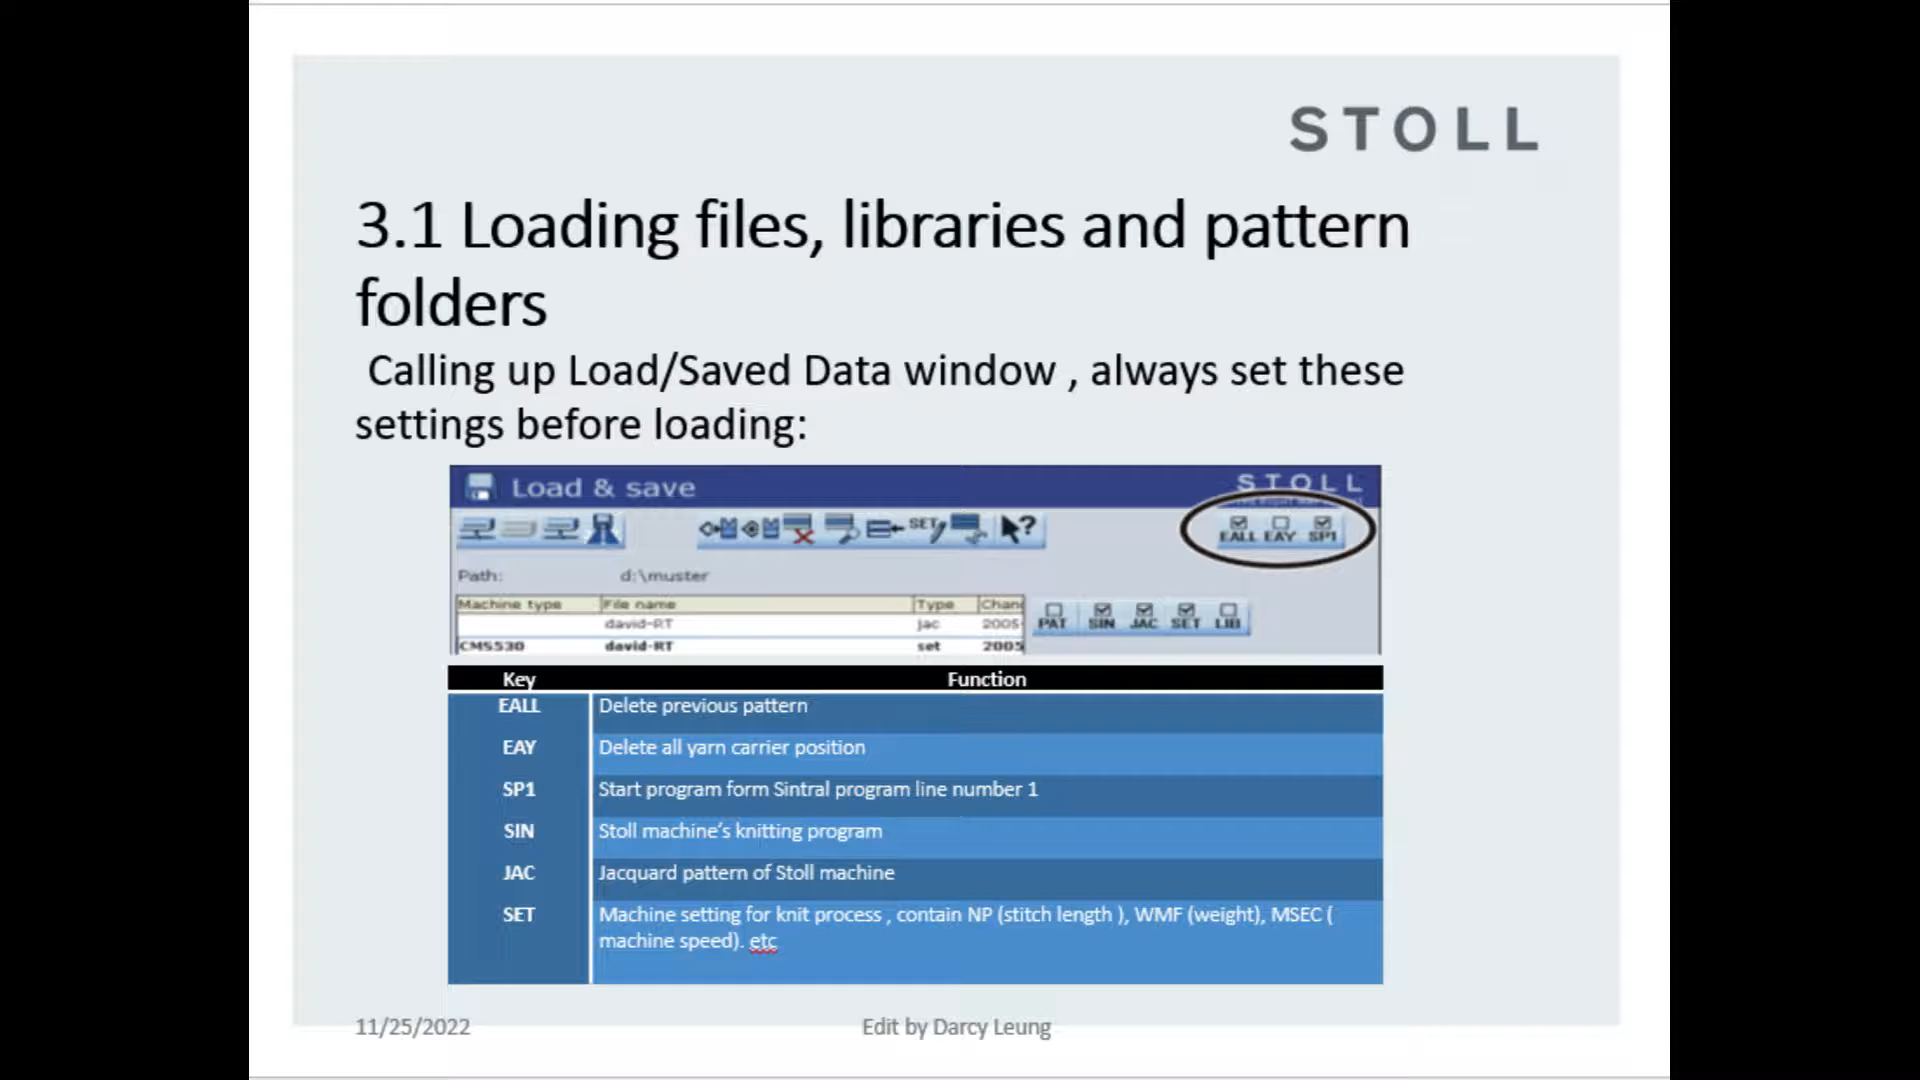 STOLL
3.1 Loading files, libraries and pattern
folders
Calling up Load/Saved Data window , always set these
settings before loading:
Load & save
STOLL
SET
?
EALL EAY SP1
Path: d:\muster
Machine type File name Type Chan
david-RT jac 2005-
PAT SIN JAC SET LIB
CMS530 david-RT set 2005
Key Function
EALL Delete previous pattern
EAY Delete all yarn carrier position
SP1 Start program form Sintral program line number 1
SIN Stoll machine’s knitting program
JAC Jacquard pattern of Stoll machine
SET Machine setting for knit process , contain NP (stitch length ), WMF (weight), MSEC (
machine speed). etc
11/25/2022 Edit by Darcy Leung